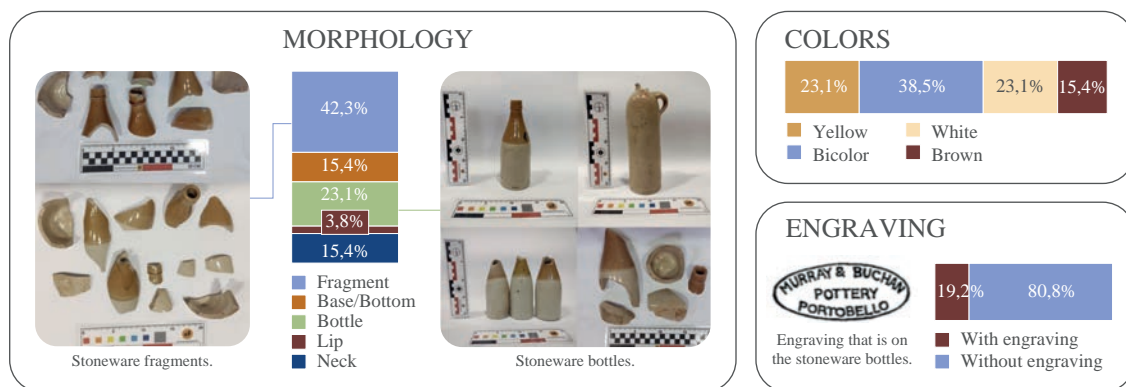 MORPHOLOGY
42,3%
15,4%
23,1%
3,8%
15,4%
Fragment
Base/Bottom
Bottle
Lip
Neck
Stoneware fragments.
Stoneware bottles.
COLORS
23,1%
38,5%
23,1%
15,4%
Yellow
White
Bicolor
Brown
ENGRAVING
MURRAY & BUCHAN
POTTERY
PORTOBELLO
Engraving that is on
the stoneware bottles.
19,2%
80,8%
With engraving
Without engraving